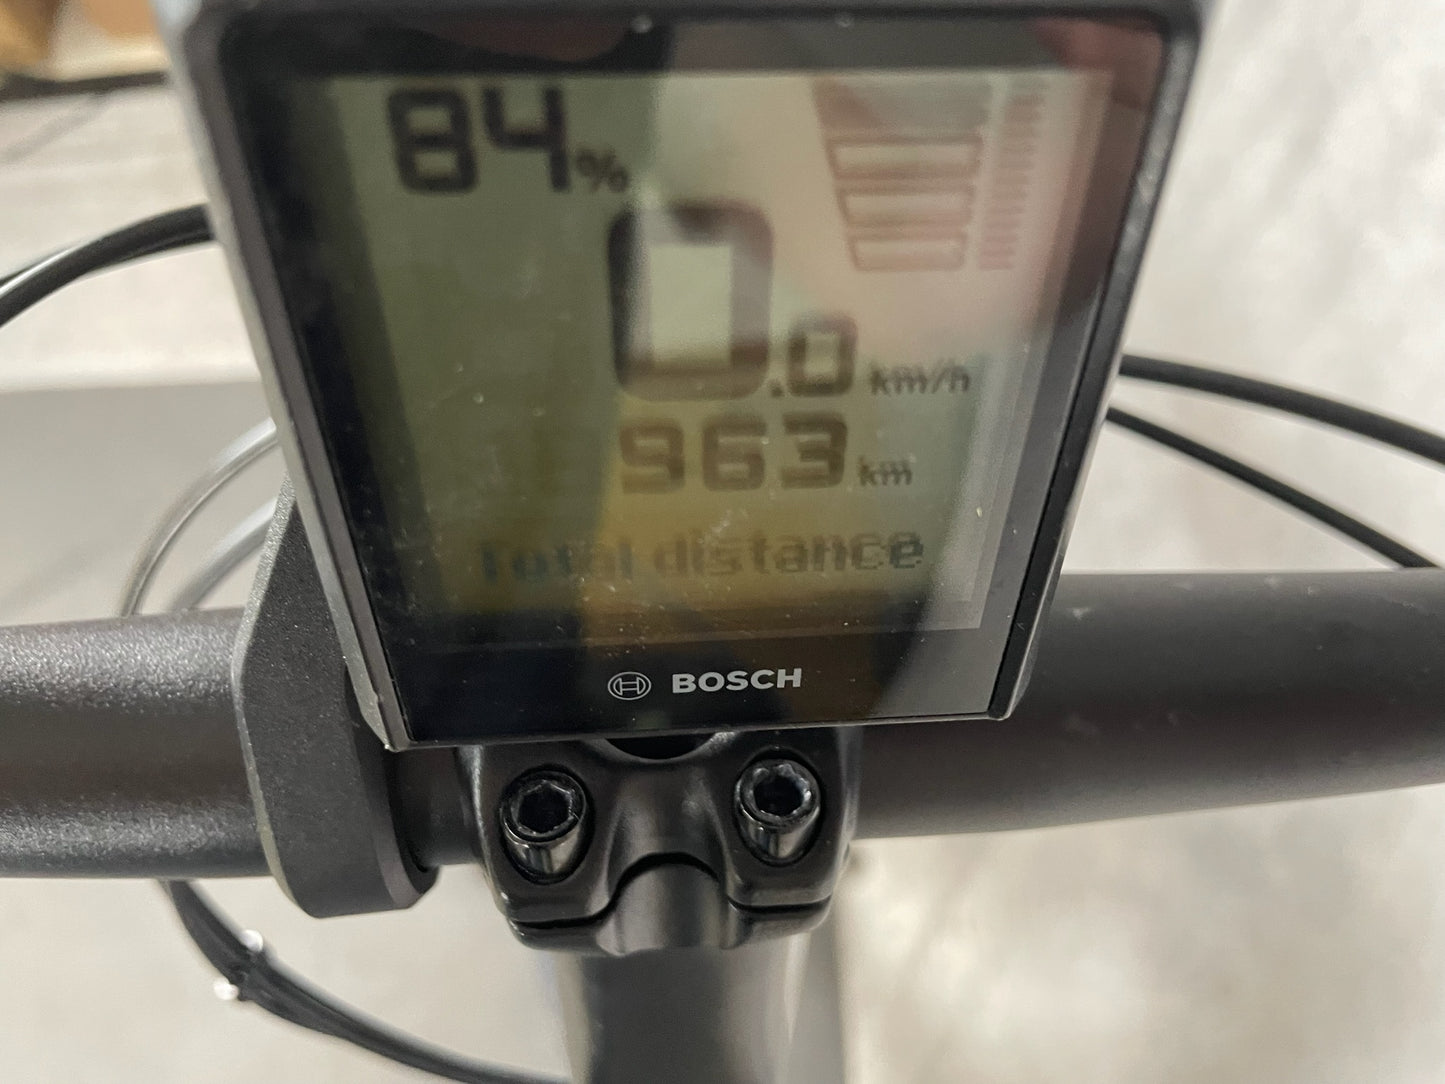 84%
0.0 km/h
963 km
Total distance
BOSCH